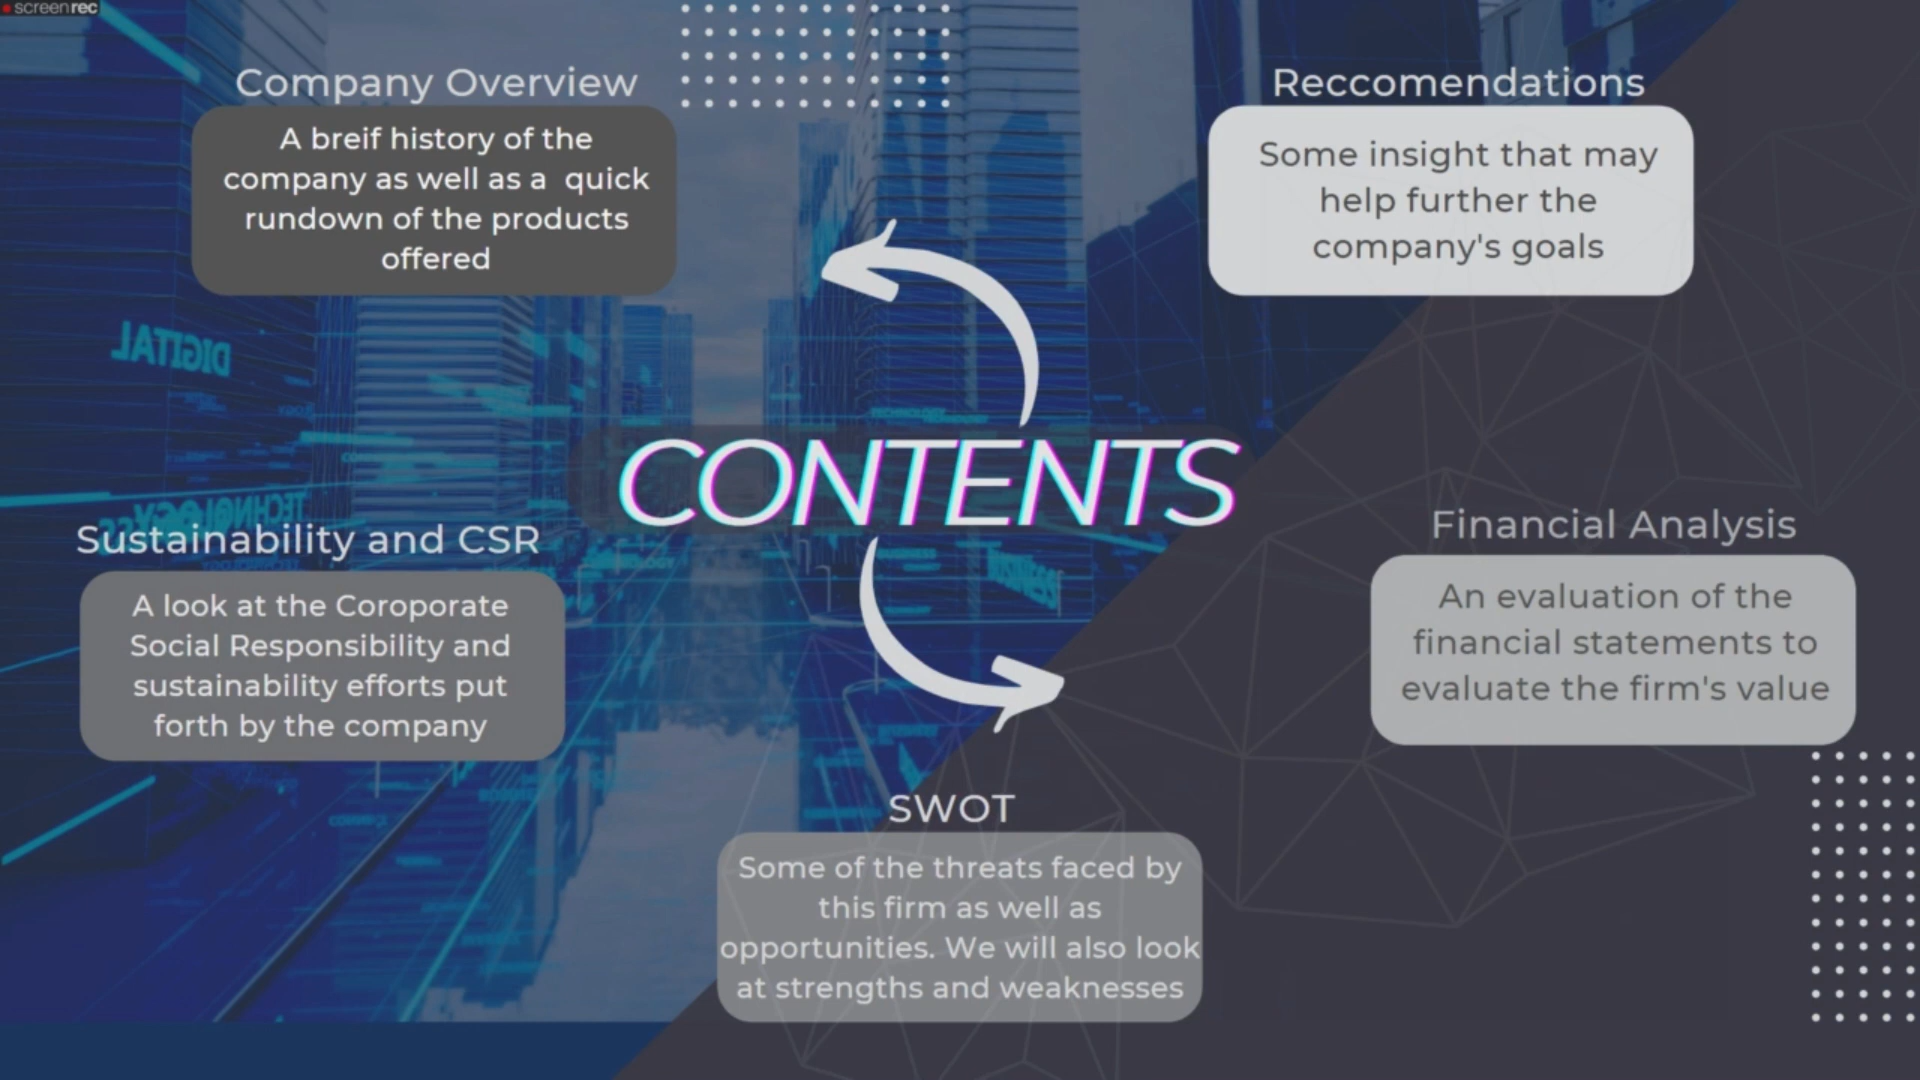 screenrec
Company Overview
A breif history of the
company as well as a quick
rundown of the products
offered
Reccomendations
Some insight that may
help further the
company's goals
DIGITAL
TECHNOLOGY
CONTENTS
Sustainability and CSR
A look at the Coroporate
Social Responsibility and
sustainability efforts put
forth by the company
Financial Analysis
An evaluation of the
financial statements to
evaluate the firm's value
SWOT
Some of the threats faced by
this firm as well as
opportunities. We will also look
at strengths and weaknesses